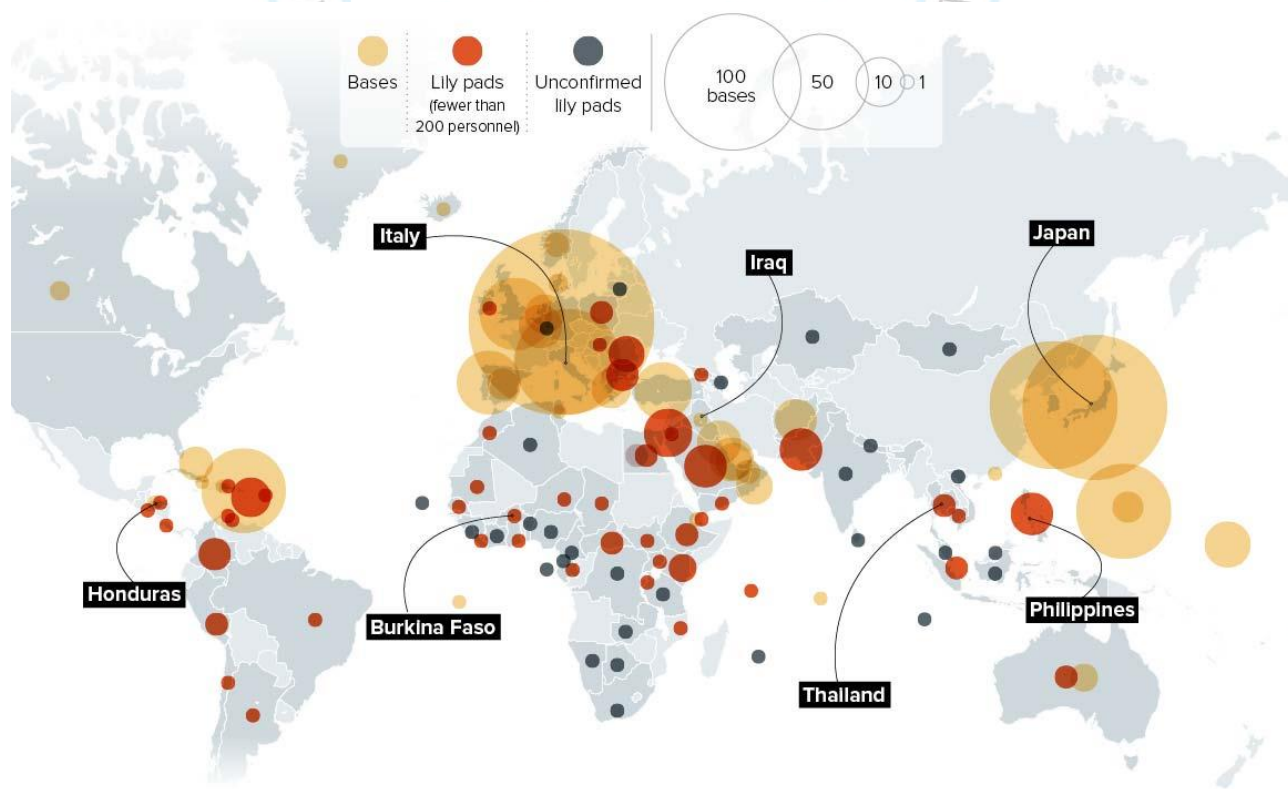 Bases
Lily pads
(fewer than
200 personnel)
Unconfirmed
lily pads
100
bases
50
10
1
Italy
Iraq
Japan
Honduras
Burkina Faso
Thailand
Philippines